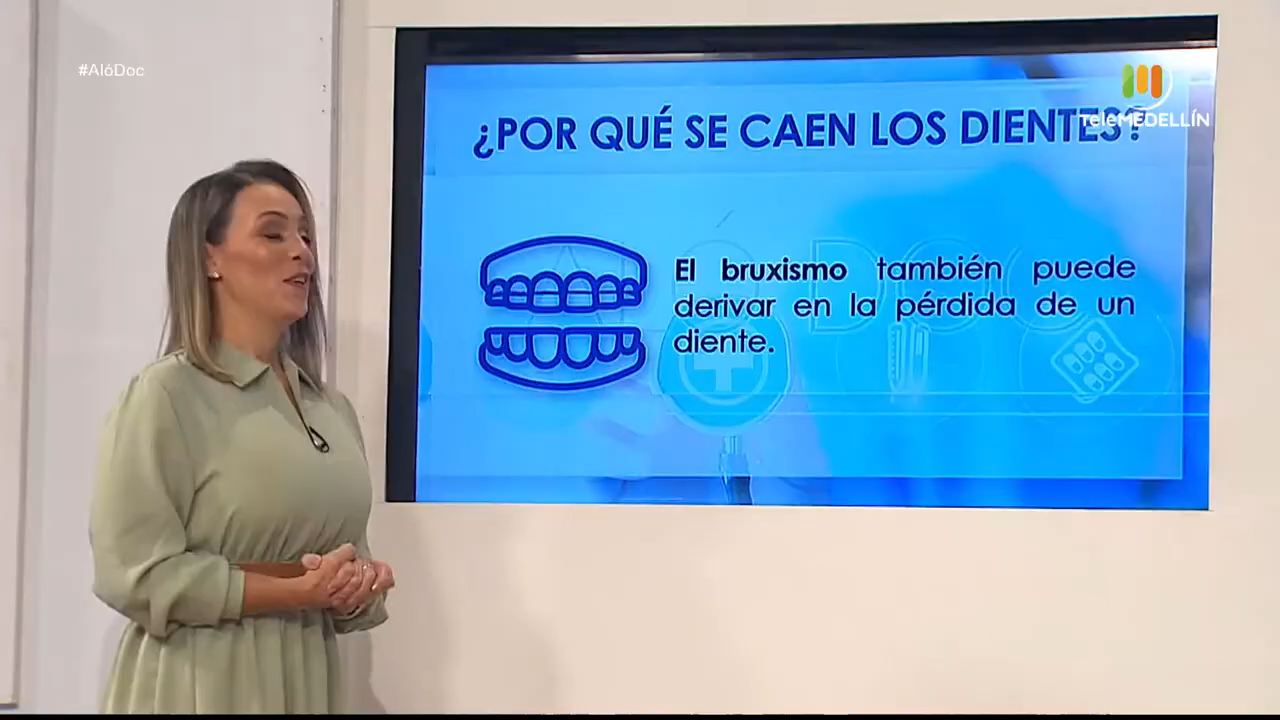 #AlóDoc
teleMEDELLÍN
¿POR QUÉ SE CAEN LOS DIENTES?
El bruxismo también puede
derivar en la pérdida de un
diente.
DOC